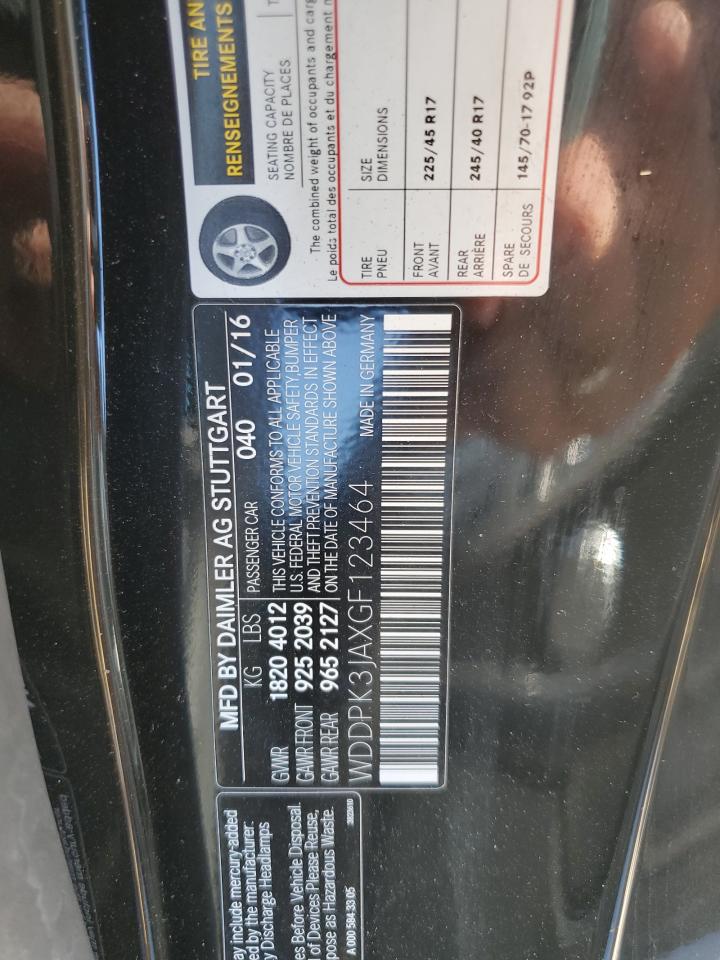 TIRE AN
RENSEIGNEMENTS
SEATING CAPACITY
NOMBRE DE PLACES
T
The combined weight of occupants and carg
Le poids total des occupants et du chargement n
TIRE
PNEU
SIZE
DIMENSIONS
FRONT
AVANT
225/45 R17
REAR
ARRIÈRE
245/40 R17
SPARE
DE SECOURS
145/70-17 92P
MFD BY DAIMLER AG STUTTGART
KG LBS PASSENGER CAR 040 01/16
GVWR 1820 4012
GAWR FRONT 925 2039
GAWR REAR 965 2127
THIS VEHICLE CONFORMS TO ALL APPLICABLE
U.S. FEDERAL MOTOR VEHICLE SAFETY, BUMPER
AND THEFT PREVENTION STANDARDS IN EFFECT
ON THE DATE OF MANUFACTURE SHOWN ABOVE
WDDPK3JAXGF123464 MADE IN GERMANY
ay include mercury-added
ed by the manufacturer:
y Discharge Headlamps
es Before Vehicle Disposal.
l of Devices Please Reuse,
pose as Hazardous Waste.
A 000 584 33 05